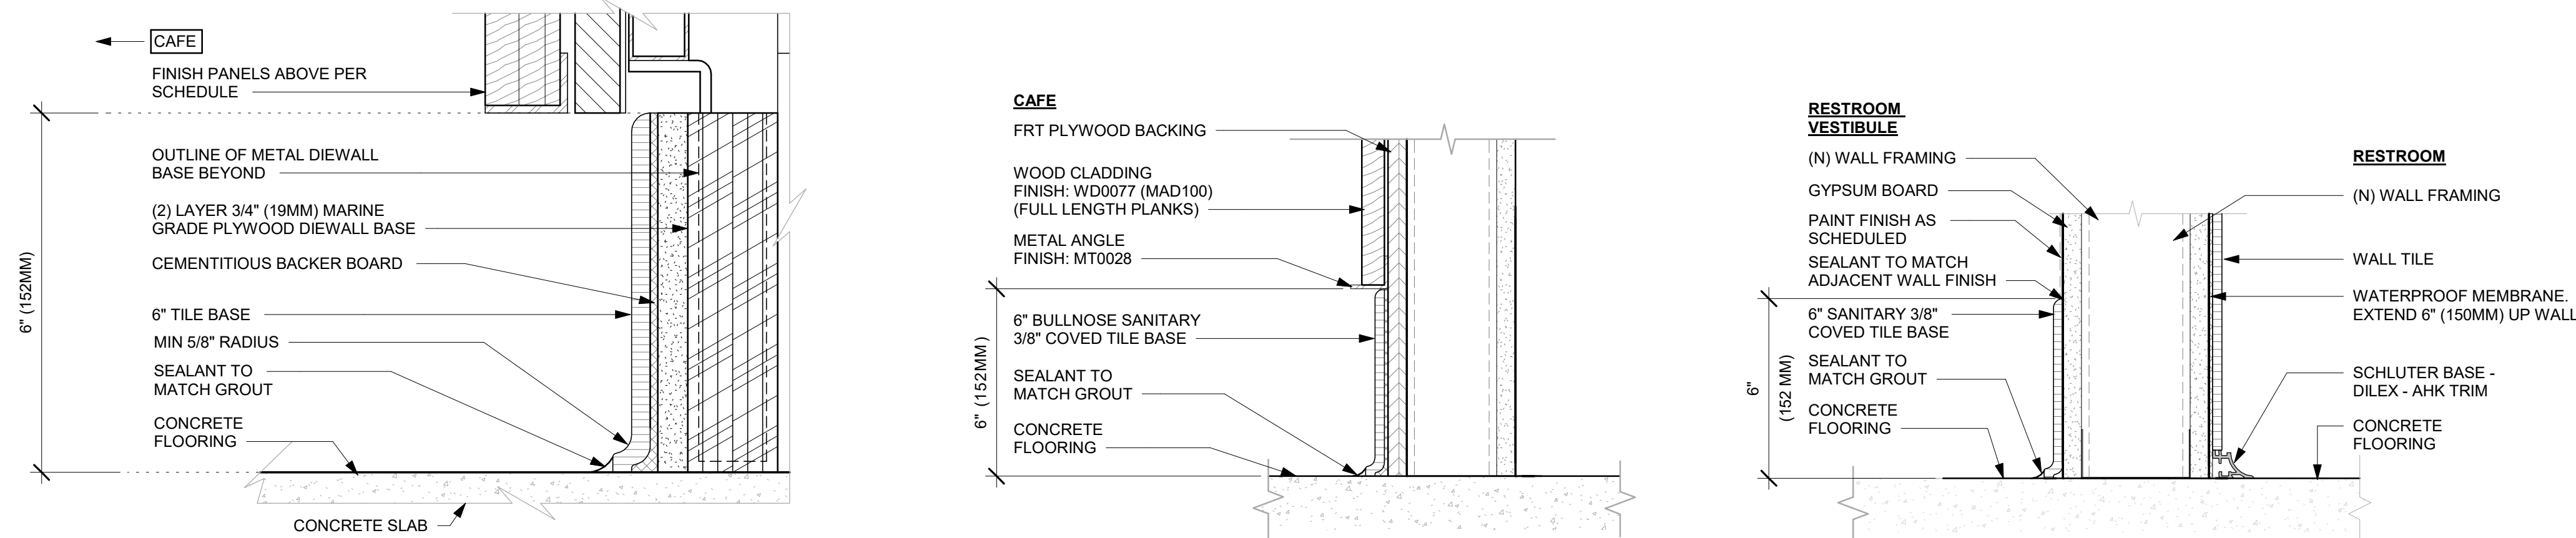 CAFE
FINISH PANELS ABOVE PER
SCHEDULE
OUTLINE OF METAL DIEWALL
BASE BEYOND
(2) LAYER 3/4" (19MM) MARINE
GRADE PLYWOOD DIEWALL BASE
CEMENTITIOUS BACKER BOARD
6" TILE BASE
MIN 5/8" RADIUS
SEALANT TO
MATCH GROUT
CONCRETE
FLOORING
CONCRETE SLAB
6" (152MM)
CAFE
FRT PLYWOOD BACKING
WOOD CLADDING
FINISH: WD0077 (MAD100)
(FULL LENGTH PLANKS)
METAL ANGLE
FINISH: MT0028
6" BULLNOSE SANITARY
3/8" COVED TILE BASE
SEALANT TO
MATCH GROUT
CONCRETE
FLOORING
6" (152MM)
RESTROOM
VESTIBULE
(N) WALL FRAMING
GYPSUM BOARD
PAINT FINISH AS
SCHEDULED
SEALANT TO MATCH
ADJACENT WALL FINISH
6" SANITARY 3/8"
COVED TILE BASE
SEALANT TO
MATCH GROUT
CONCRETE
FLOORING
6"
(152 MM)
RESTROOM
(N) WALL FRAMING
WALL TILE
WATERPROOF MEMBRANE.
EXTEND 6" (150MM) UP WALL
SCHLUTER BASE -
DILEX - AHK TRIM
CONCRETE
FLOORING